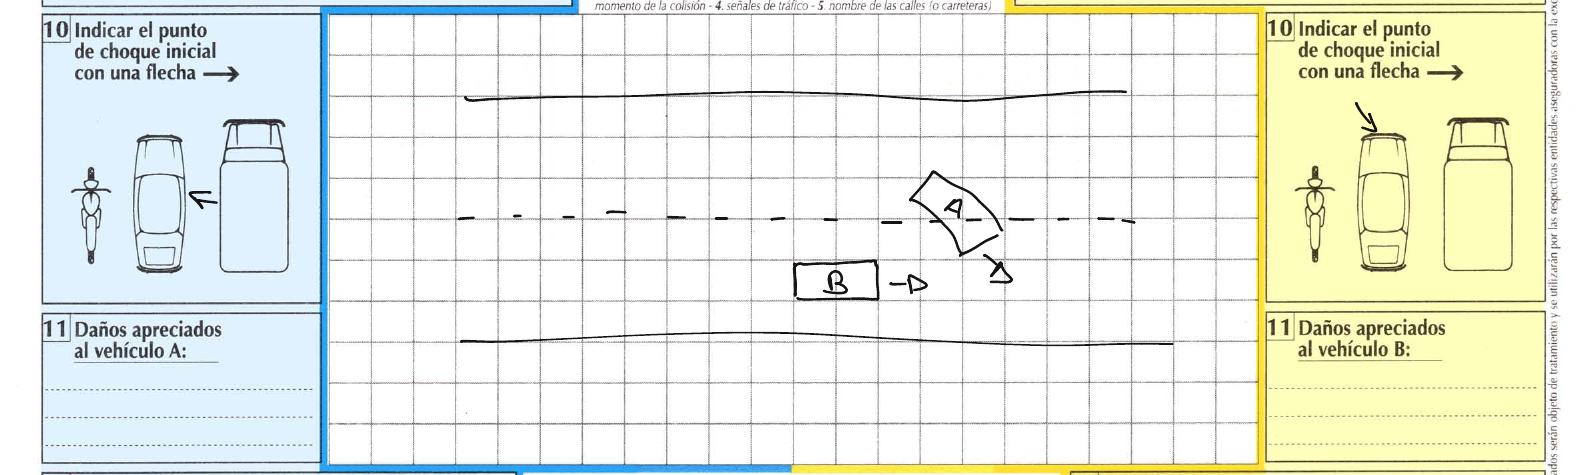 momento de la colisión - 4. señales de tráfico - 5. nombre de las calles (o carreteras)
10 Indicar el punto
de choque inicial
con una flecha
11 Daños apreciados
al vehículo A:
A
B
10 Indicar el punto
de choque inicial
con una flecha
11 Daños apreciados
al vehículo B:
ados serán objeto de tratamiento y se utilizarán por las respectivas entidades aseguradoras con la